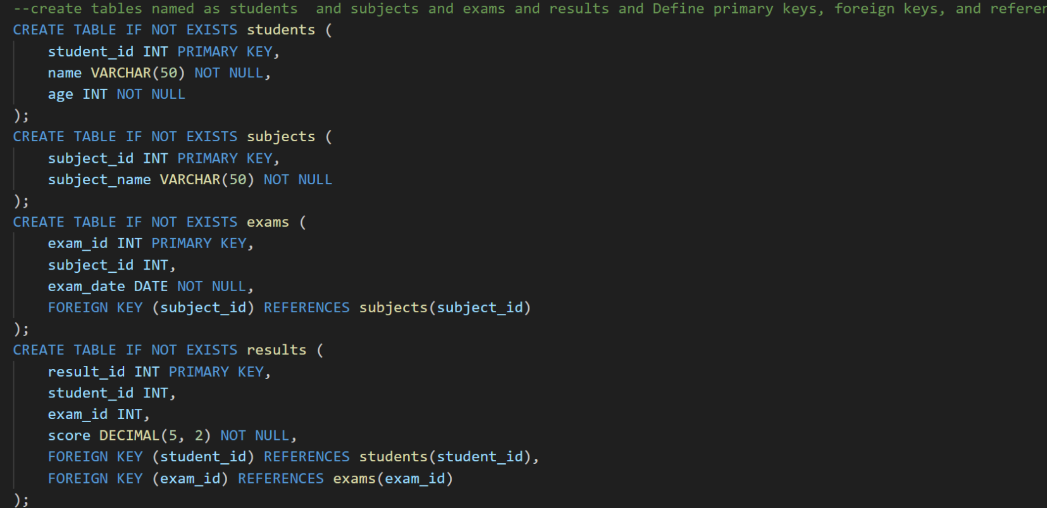 --create tables named as students  and subjects and exams and results and Define primary keys, foreign keys, and
CREATE TABLE IF NOT EXISTS students (
    student_id INT PRIMARY KEY,
    name VARCHAR(50) NOT NULL,
    age INT NOT NULL
);
CREATE TABLE IF NOT EXISTS subjects (
    subject_id INT PRIMARY KEY,
    subject_name VARCHAR(50) NOT NULL
);
CREATE TABLE IF NOT EXISTS exams (
    exam_id INT PRIMARY KEY,
    subject_id INT,
    exam_date DATE NOT NULL,
    FOREIGN KEY (subject_id) REFERENCES subjects(subject_id)
);
CREATE TABLE IF NOT EXISTS results (
    result_id INT PRIMARY KEY,
    student_id INT,
    exam_id INT,
    score DECIMAL(5, 2) NOT NULL,
    FOREIGN KEY (student_id) REFERENCES students(student_id),
    FOREIGN KEY (exam_id) REFERENCES exams(exam_id)
);